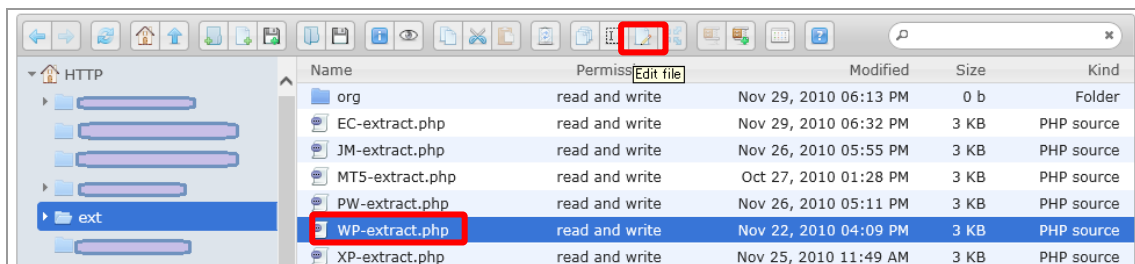 HTTP
Name Permiss Modified Size Kind
Edit file
org read and write Nov 29, 2010 06:13 PM 0 b Folder
EC-extract.php read and write Nov 29, 2010 06:32 PM 3 KB PHP source
JM-extract.php read and write Nov 26, 2010 05:55 PM 3 KB PHP source
MT5-extract.php read and write Oct 27, 2010 01:28 PM 3 KB PHP source
PW-extract.php read and write Nov 26, 2010 05:11 PM 3 KB PHP source
ext
WP-extract.php read and write Nov 22, 2010 04:09 PM 3 KB PHP source
XP-extract.php read and write Nov 25, 2010 11:49 AM 3 KB PHP source